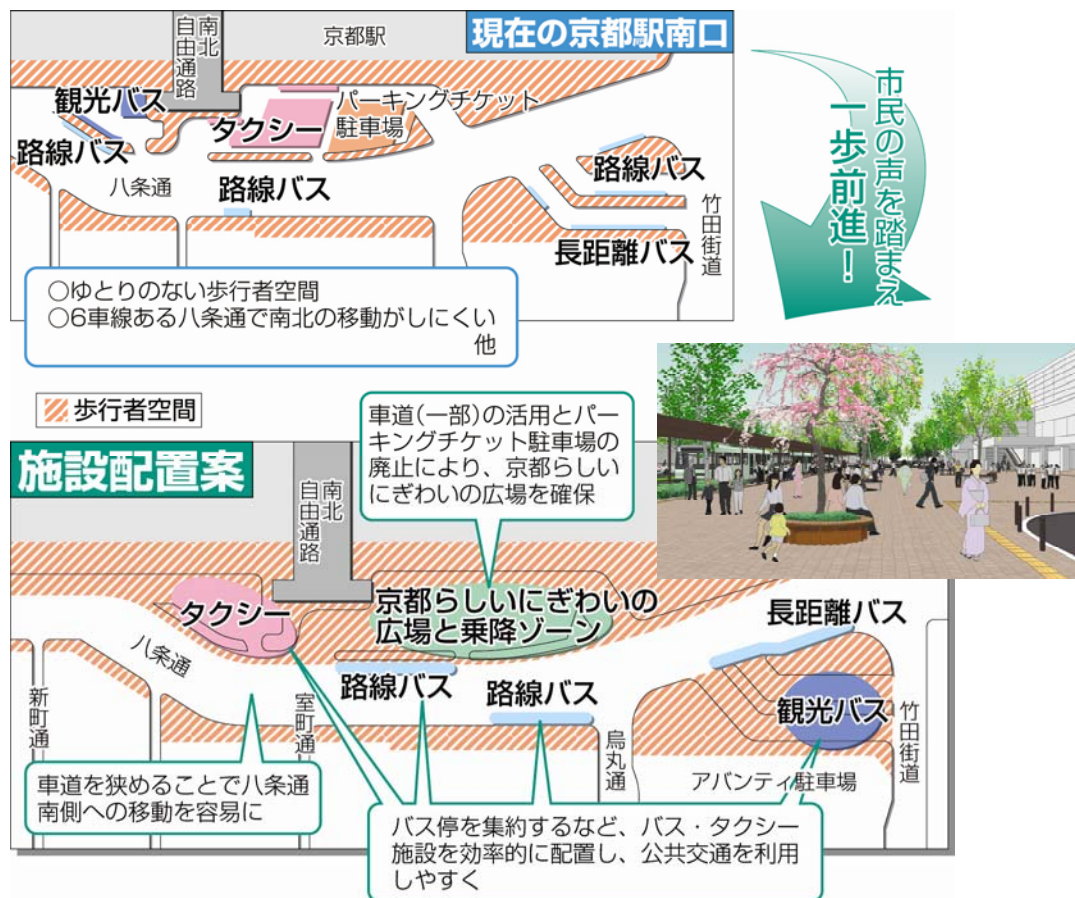 現在の京都駅南口
京都駅
南北
自由通路
観光バス
タクシー
パーキングチケット
駐車場
路線バス
八条通
路線バス
路線バス
長距離バス
竹田街道
○ゆとりのない歩行者空間
○6車線ある八条通で南北の移動がしにくい
他
市民の声を踏まえ
一歩前進！
歩行者空間
施設配置案
車道(一部)の活用とパー
キングチケット駐車場の
廃止により、京都らしい
にぎわいの広場を確保
南北
自由通路
タクシー
京都らしいにぎわいの
広場と乗降ゾーン
長距離バス
八条通
路線バス
路線バス
観光バス
新町通
室町通
烏丸通
竹田街道
アバンティ駐車場
車道を狭めることで八条通
南側への移動を容易に
バス停を集約するなど、バス・タクシー
施設を効率的に配置し、公共交通を利用
しやすく